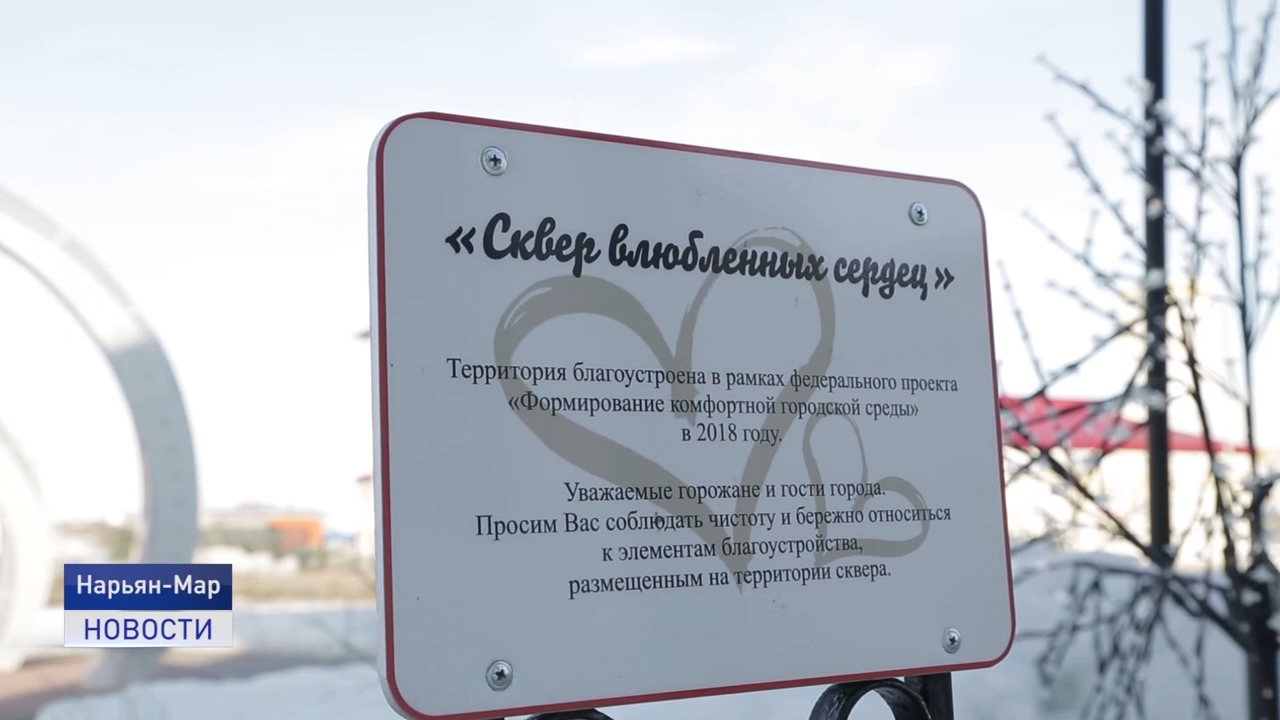 «Сквер влюбленных сердец»
Территория благоустроена в рамках федерального проекта
«Формирование комфортной городской среды»
в 2018 году.
Уважаемые горожане и гости города.
Просим Вас соблюдать чистоту и бережно относиться
к элементам благоустройства,
размещенным на территории сквера.
Нарьян-Мар
НОВОСТИ